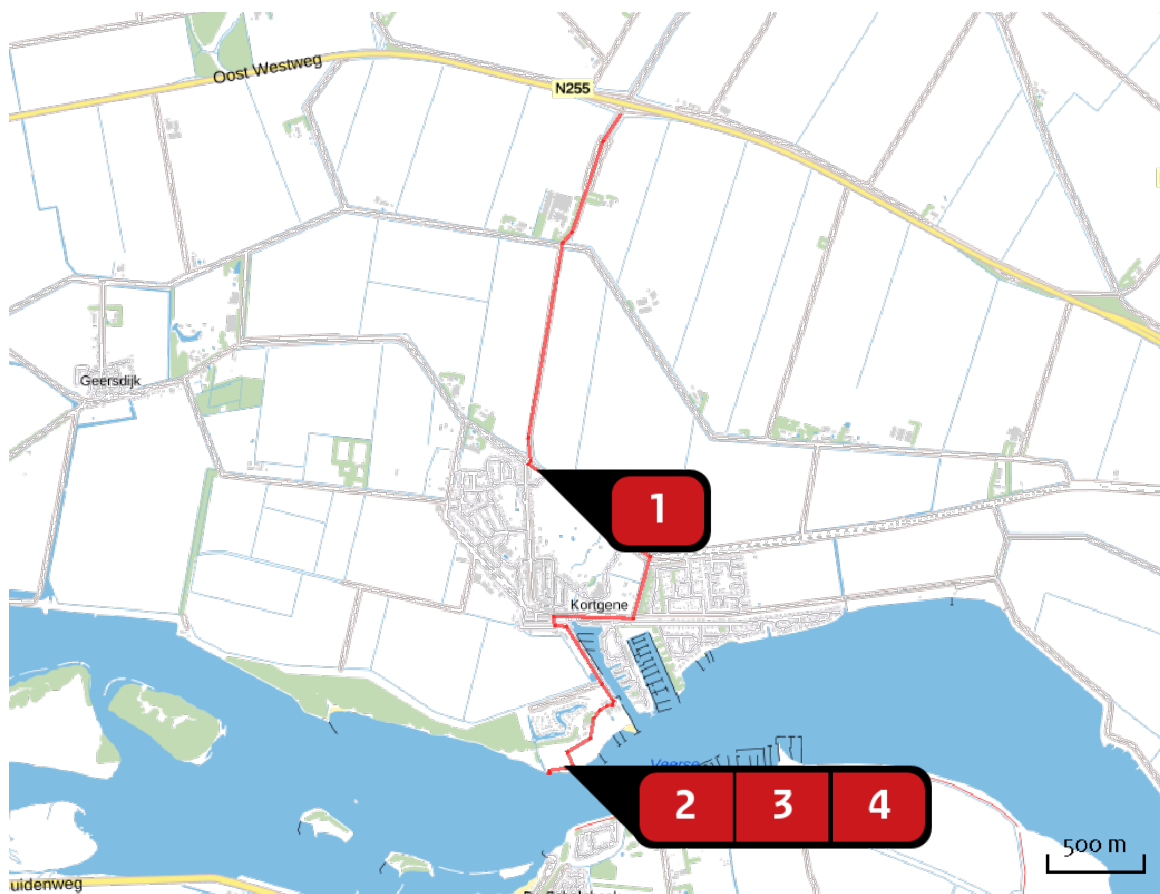 Oost Westweg
N255
Geersdijk
1
Kortgene
Veerse
2 3 4
500 m
uidenweg